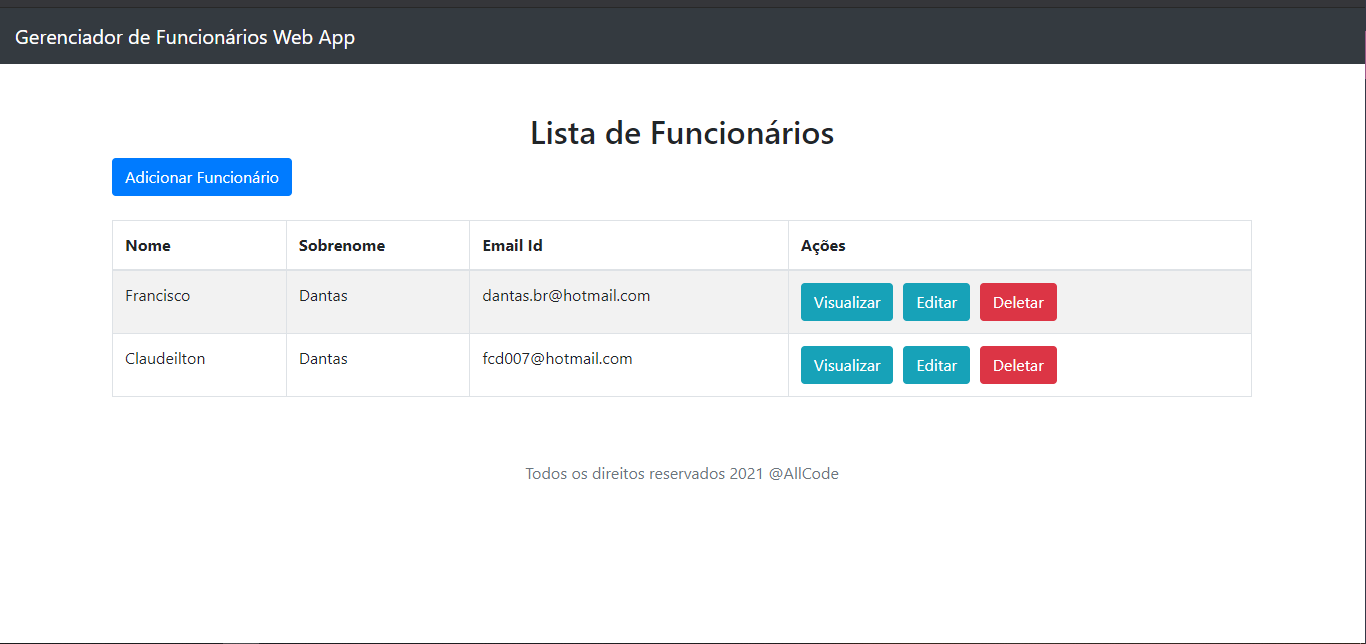 Gerenciador de Funcionários Web App
Lista de Funcionários
Adicionar Funcionário
Nome Sobrenome Email Id Ações
Francisco Dantas dantas.br@hotmail.com Visualizar Editar Deletar
Claudeilton Dantas fcd007@hotmail.com Visualizar Editar Deletar
Todos os direitos reservados 2021 @AllCode